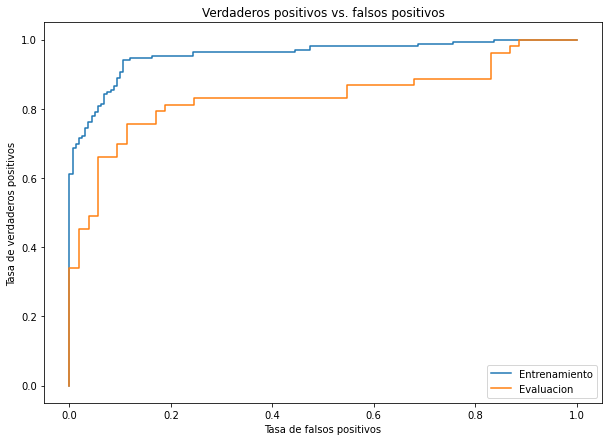 Verdaderos positivos vs. falsos positivos
Tasa de verdaderos positivos
1.0
0.8
0.6
0.4
0.2
0.0
0.0 0.2 0.4 0.6 0.8 1.0
Tasa de falsos positivos
Entrenamiento
Evaluacion